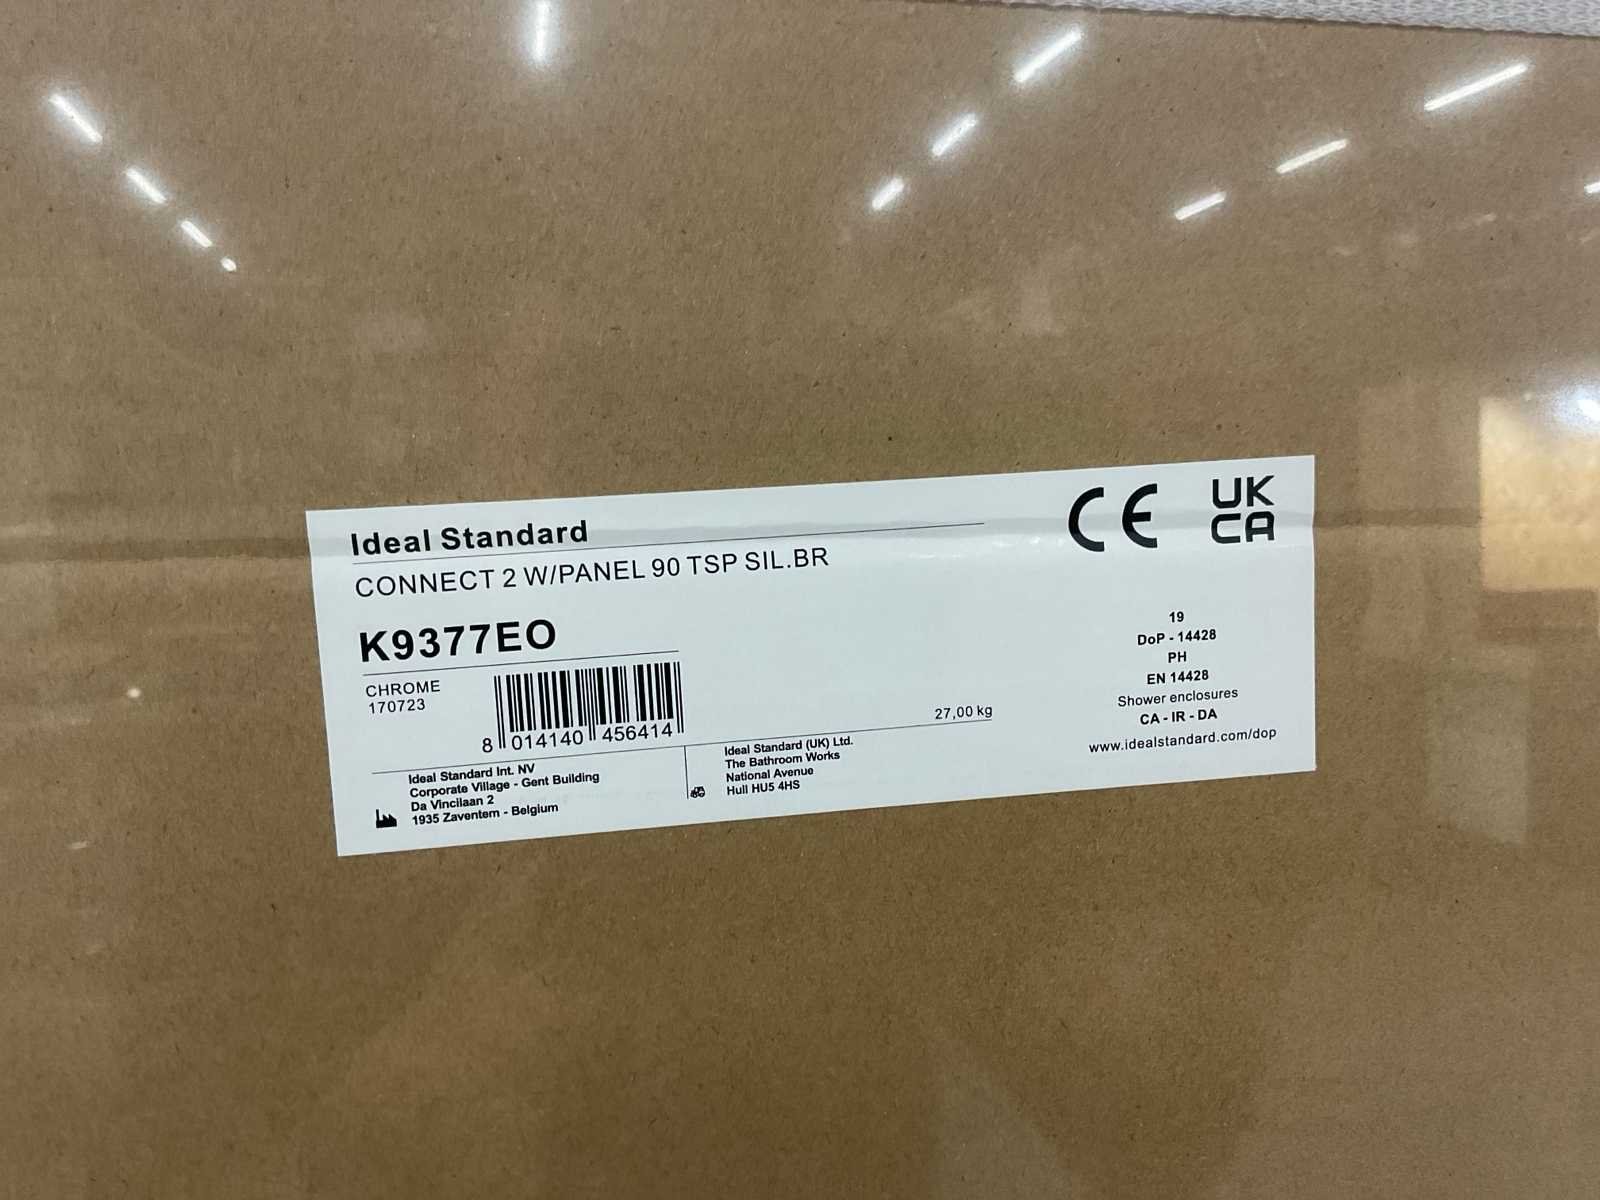 Ideal Standard
CONNECT 2 W/PANEL 90 TSP SIL.BR
K9377EO
CHROME
170723
8 014140 456414
27,00 kg
Ideal Standard Int. NV
Corporate Village - Gent Building
Da Vincilaan 2
1935 Zaventem - Belgium
Ideal Standard (UK) Ltd.
The Bathroom Works
National Avenue
Hull HU5 4HS
CE
UK
CA
19
DoP - 14428
PH
EN 14428
Shower enclosures
CA - IR - DA
www.idealstandard.com/dop